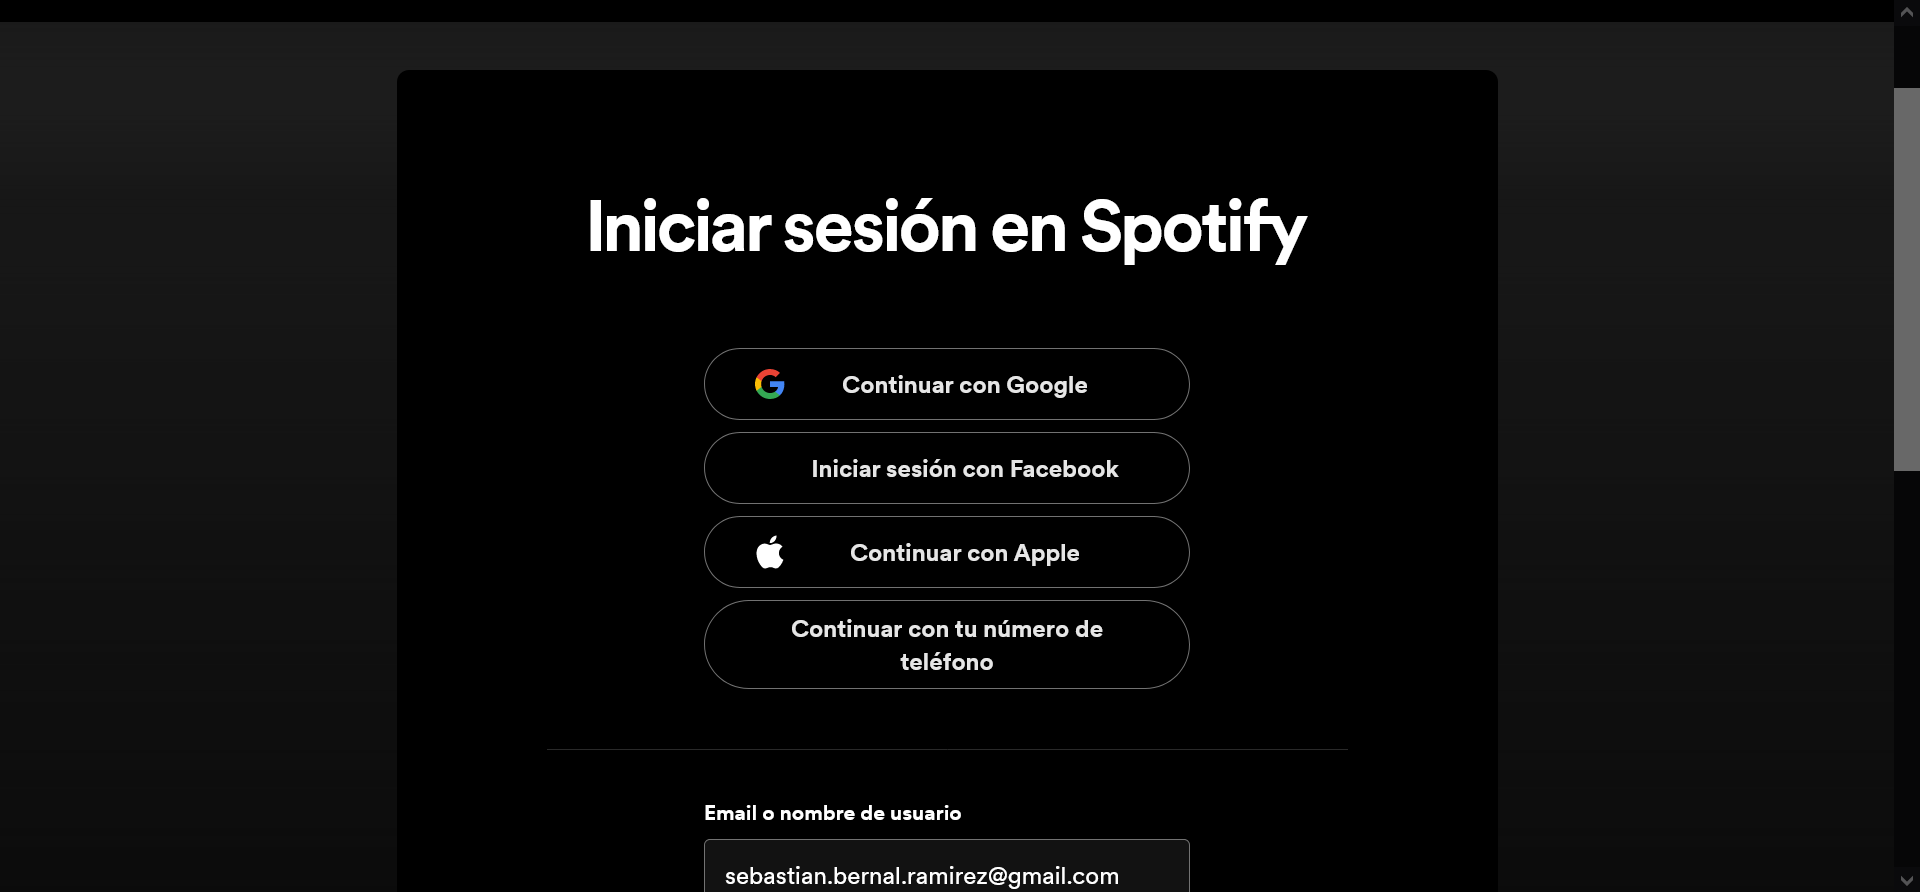 Iniciar sesión en Spotify
Continuar con Google
Iniciar sesión con Facebook
Continuar con Apple
Continuar con tu número de
teléfono
Email o nombre de usuario
sebastian.bernal.ramirez@gmail.com